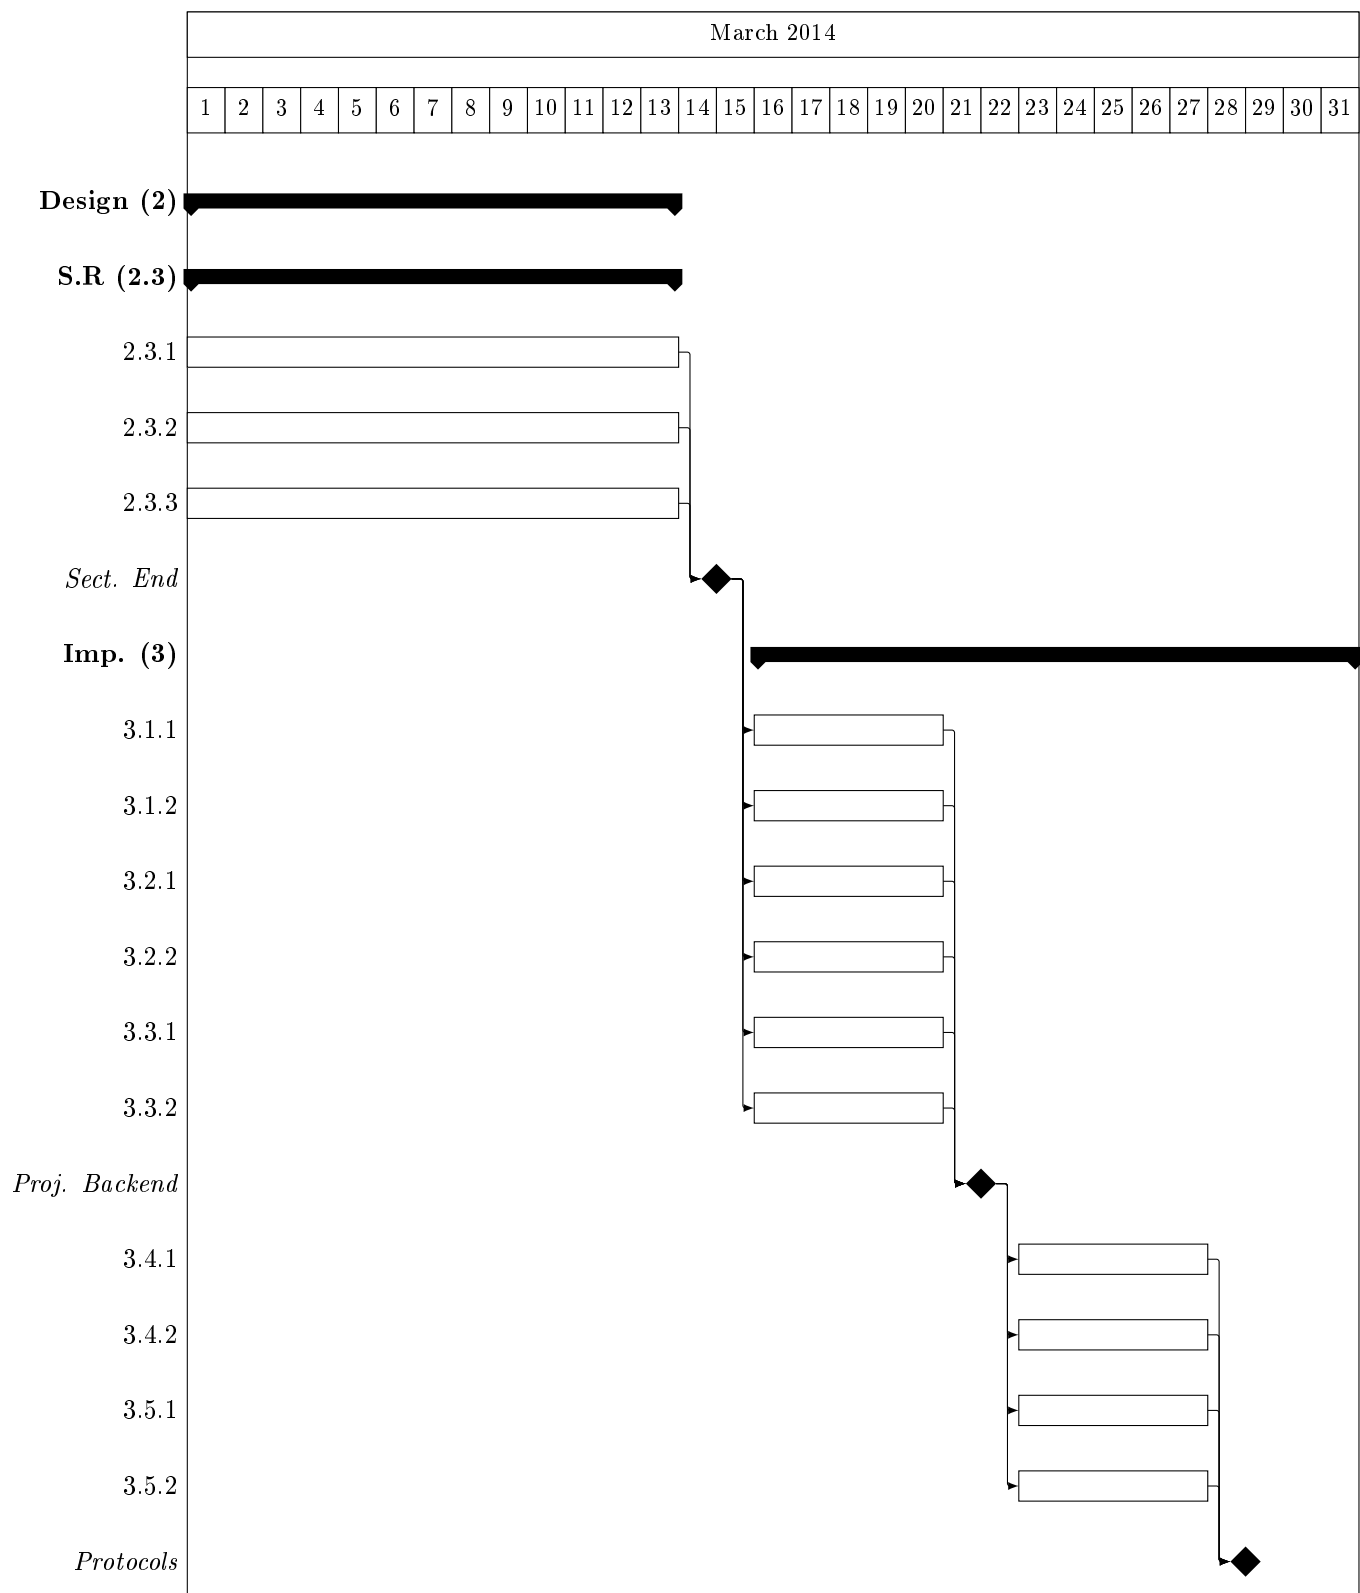 March 2014
1 2 3 4 5 6 7 8 9 10 11 12 13 14 15 16 17 18 19 20 21 22 23 24 25 26 27 28 29 30 31
Design (2)
S.R (2.3)
2.3.1
2.3.2
2.3.3
Sect. End
Imp. (3)
3.1.1
3.1.2
3.2.1
3.2.2
3.3.1
3.3.2
Proj. Backend
3.4.1
3.4.2
3.5.1
3.5.2
Protocols